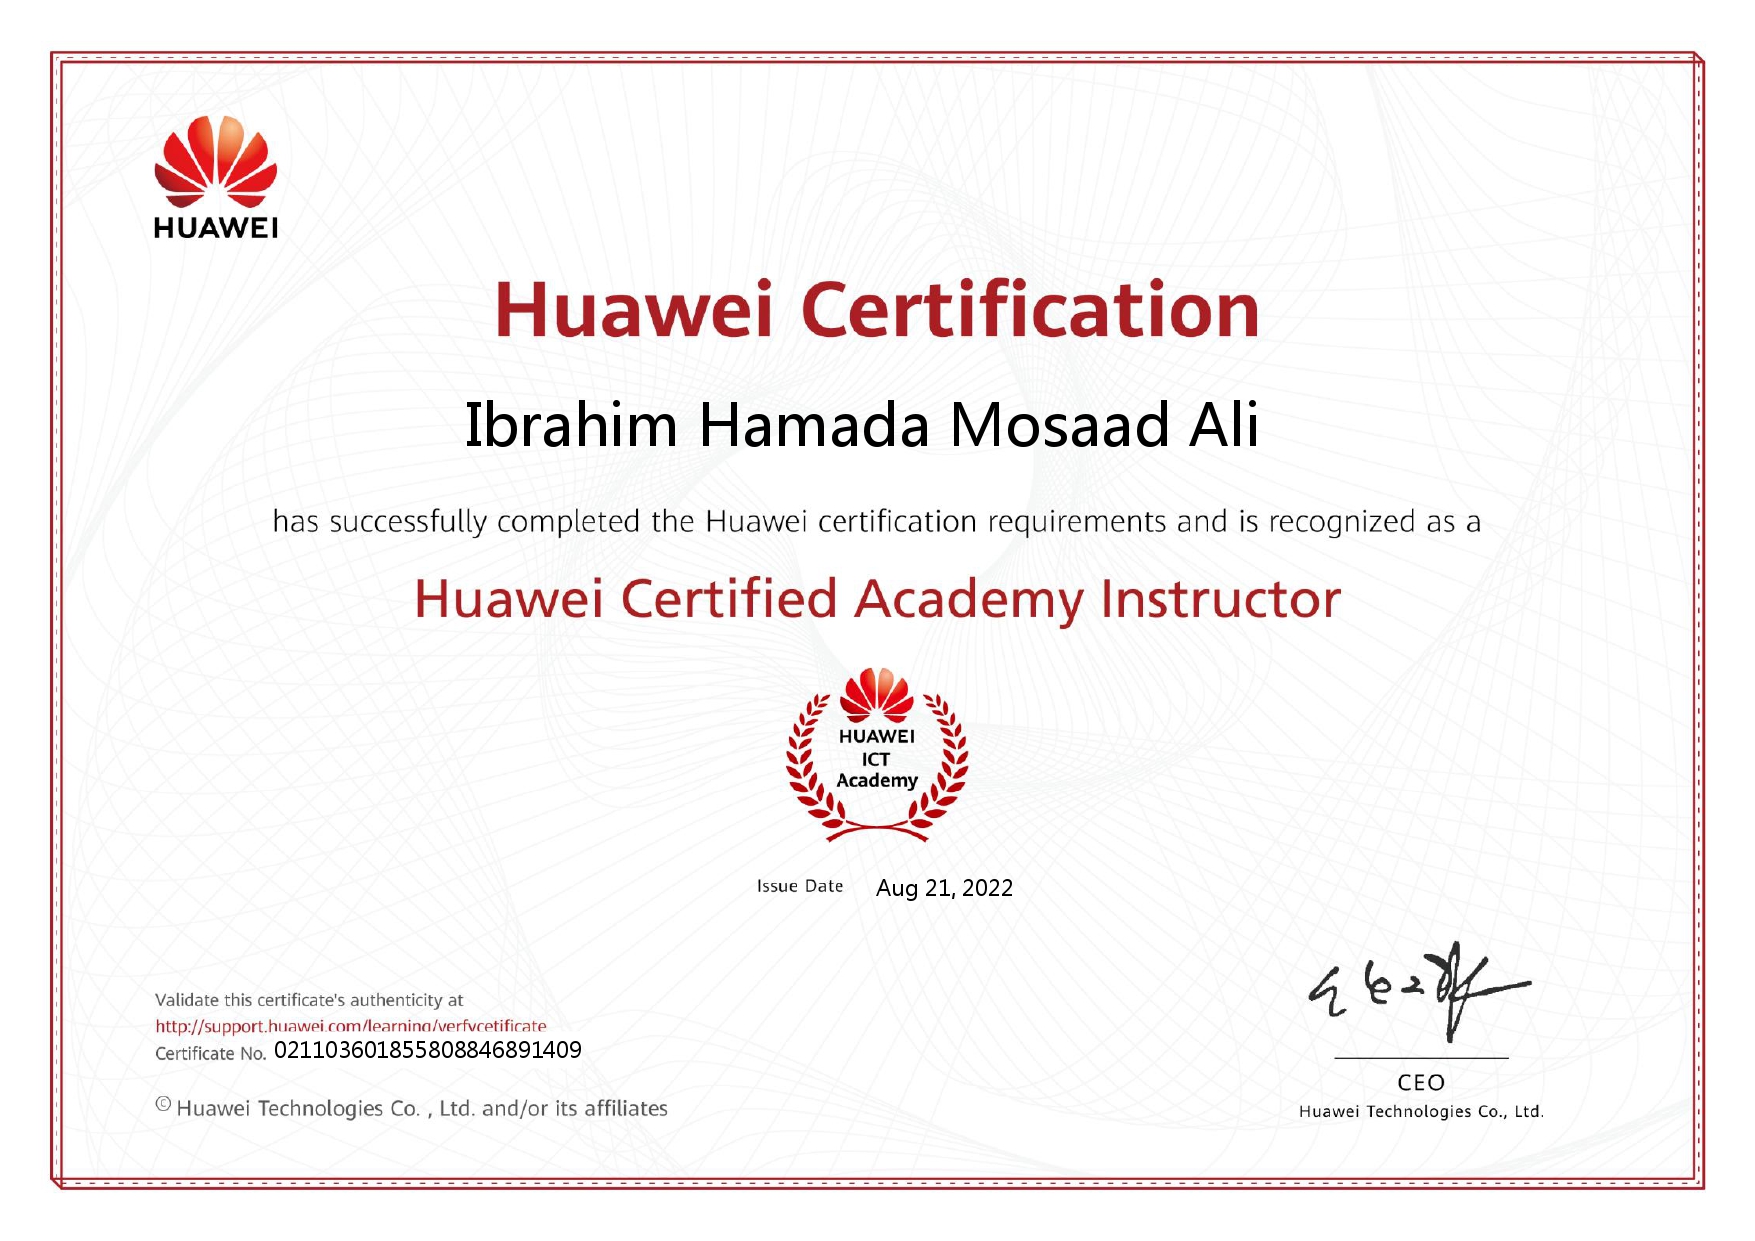 HUAWEI
Huawei Certification
Ibrahim Hamada Mosaad Ali
has successfully completed the Huawei certification requirements and is recognized as a
Huawei Certified Academy Instructor
HUAWEI
ICT
Academy
Issue Date Aug 21, 2022
Validate this certificate's authenticity at
http://support.huawei.com/learning/verfycetificate
Certificate No. 021103601855808846891409
© Huawei Technologies Co. , Ltd. and/or its affiliates
CEO
Huawei Technologies Co., Ltd.